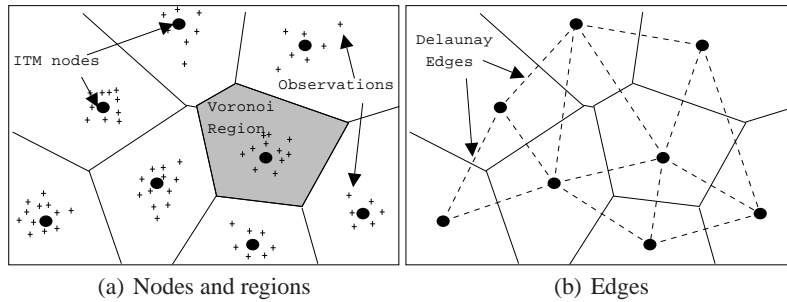 ITM nodes
Observations
Voronoi
Region
Delaunay
Edges
(a) Nodes and regions
(b) Edges